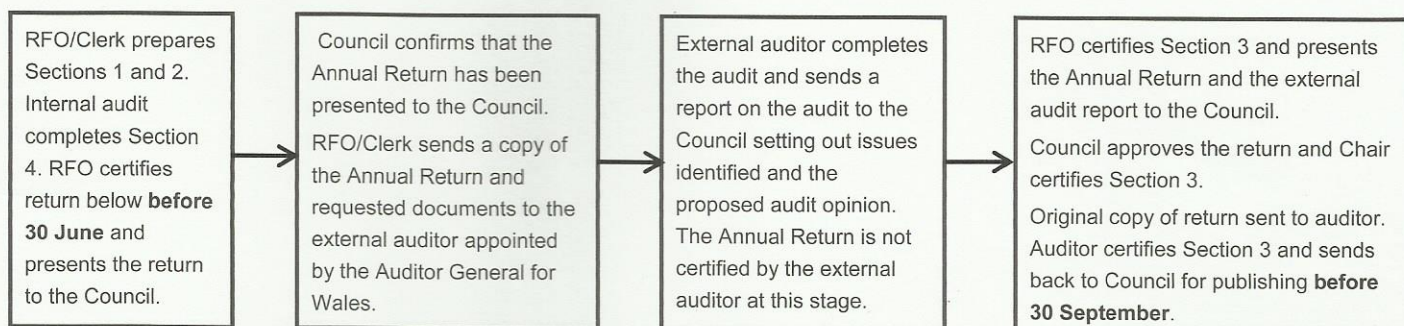 RFO/Clerk prepares
Sections 1 and 2.
Internal audit
completes Section
4. RFO certifies
return below before
30 June and
presents the return
to the Council.
Council confirms that the
Annual Return has been
presented to the Council.
RFO/Clerk sends a copy of
the Annual Return and
requested documents to the
external auditor appointed
by the Auditor General for
Wales.
External auditor completes
the audit and sends a
report on the audit to the
Council setting out issues
identified and the
proposed audit opinion.
The Annual Return is not
certified by the external
auditor at this stage.
RFO certifies Section 3 and presents
the Annual Return and the external
audit report to the Council.
Council approves the return and Chair
certifies Section 3.
Original copy of return sent to auditor.
Auditor certifies Section 3 and sends
back to Council for publishing before
30 September.